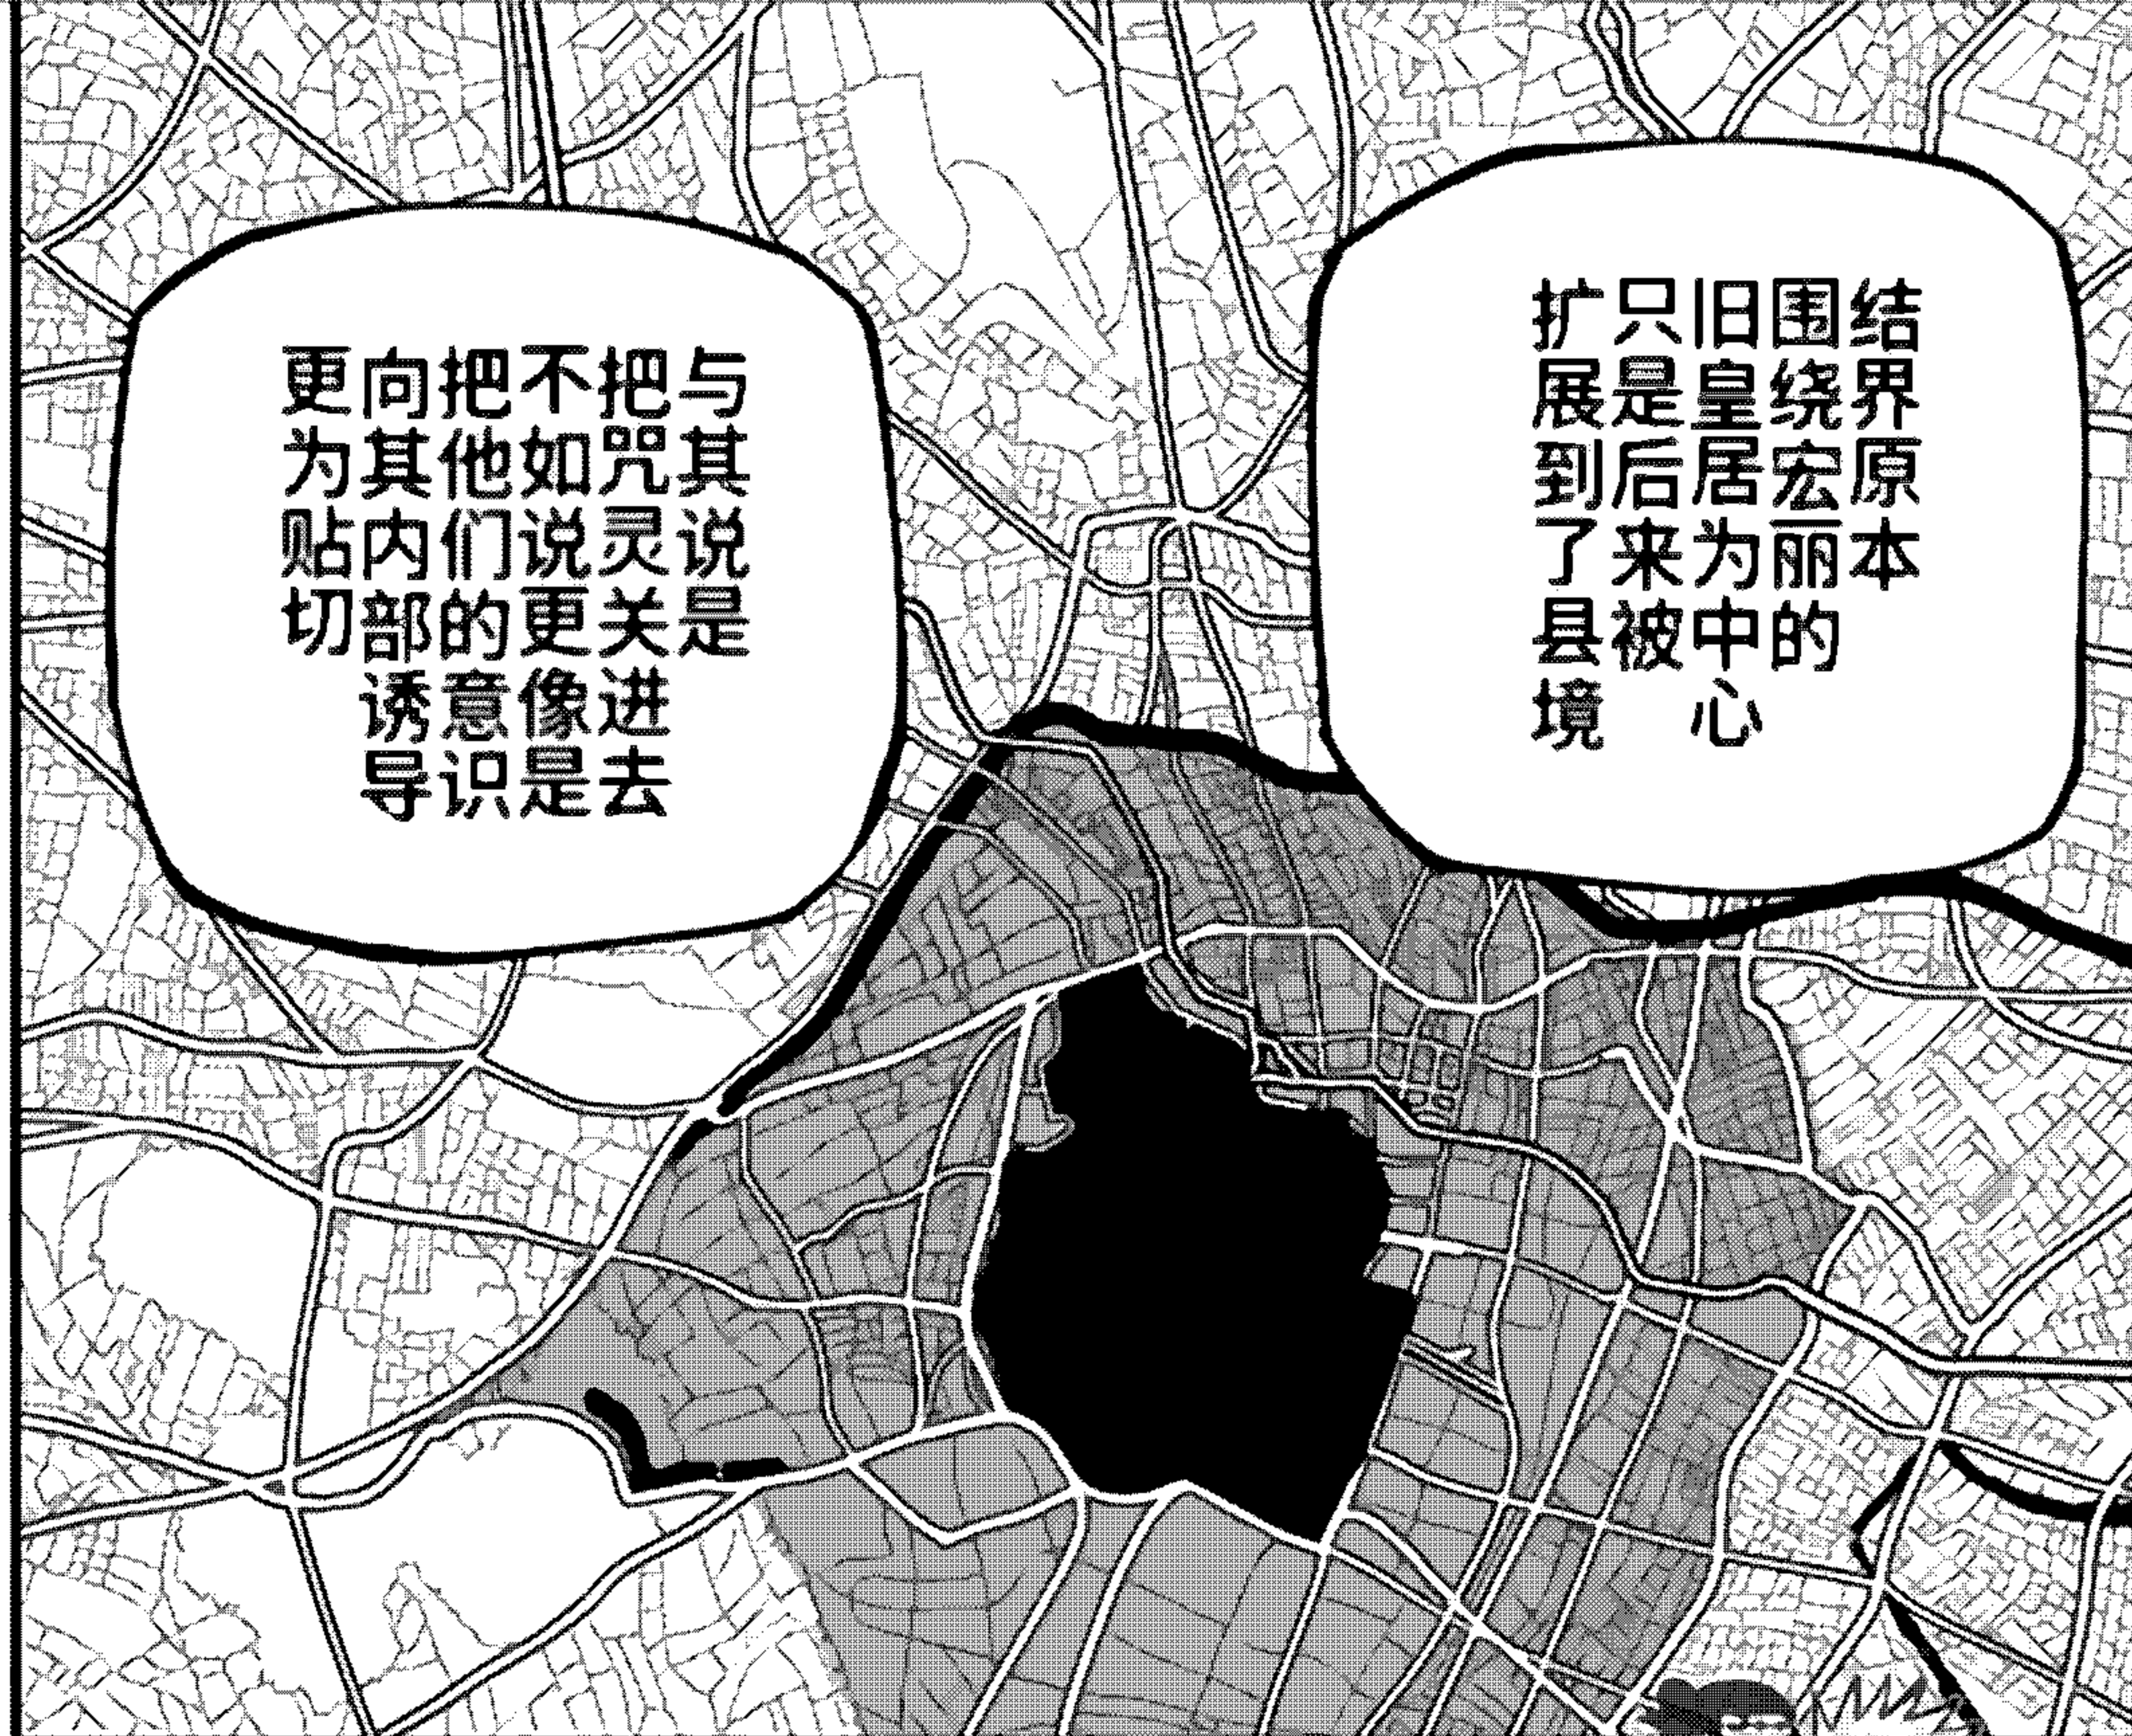 结界原本
围绕宏丽的
旧皇居为中心
只是后来被
扩展到了县境
与其说是
把咒灵关进去
不如说更像是
把他们的意识
向其内部诱导
更为贴切